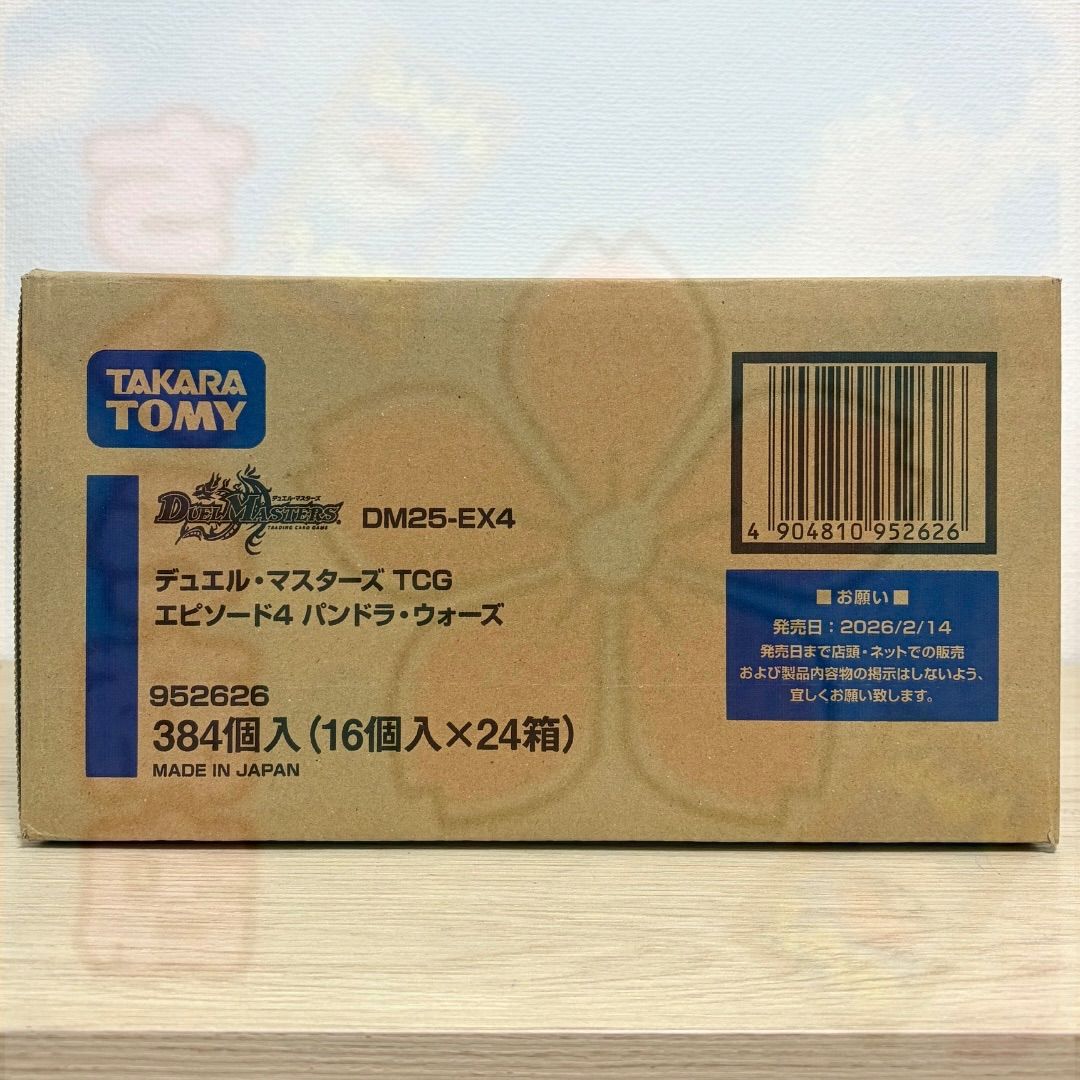 TAKARA
TOMY
デュエル・マスターズ
DUEL MASTERS
TRADING CARD GAME
DM25-EX4
デュエル・マスターズ TCG
エピソード4 パンドラ・ウォーズ
952626
384個入(16個入×24箱)
MADE IN JAPAN
4 904810 952626
■お願い■
発売日:2026/2/14
発売日まで店頭・ネットでの販売
および製品内容物の掲示はしないよう、
宜しくお願い致します。